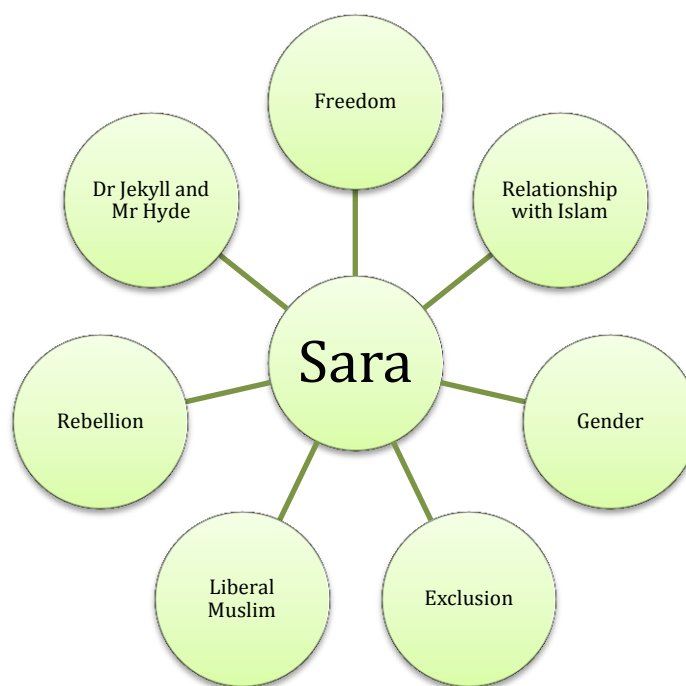 Freedom
Dr Jekyll and
Mr Hyde
Relationship
with Islam
Sara
Rebellion
Gender
Liberal
Muslim
Exclusion